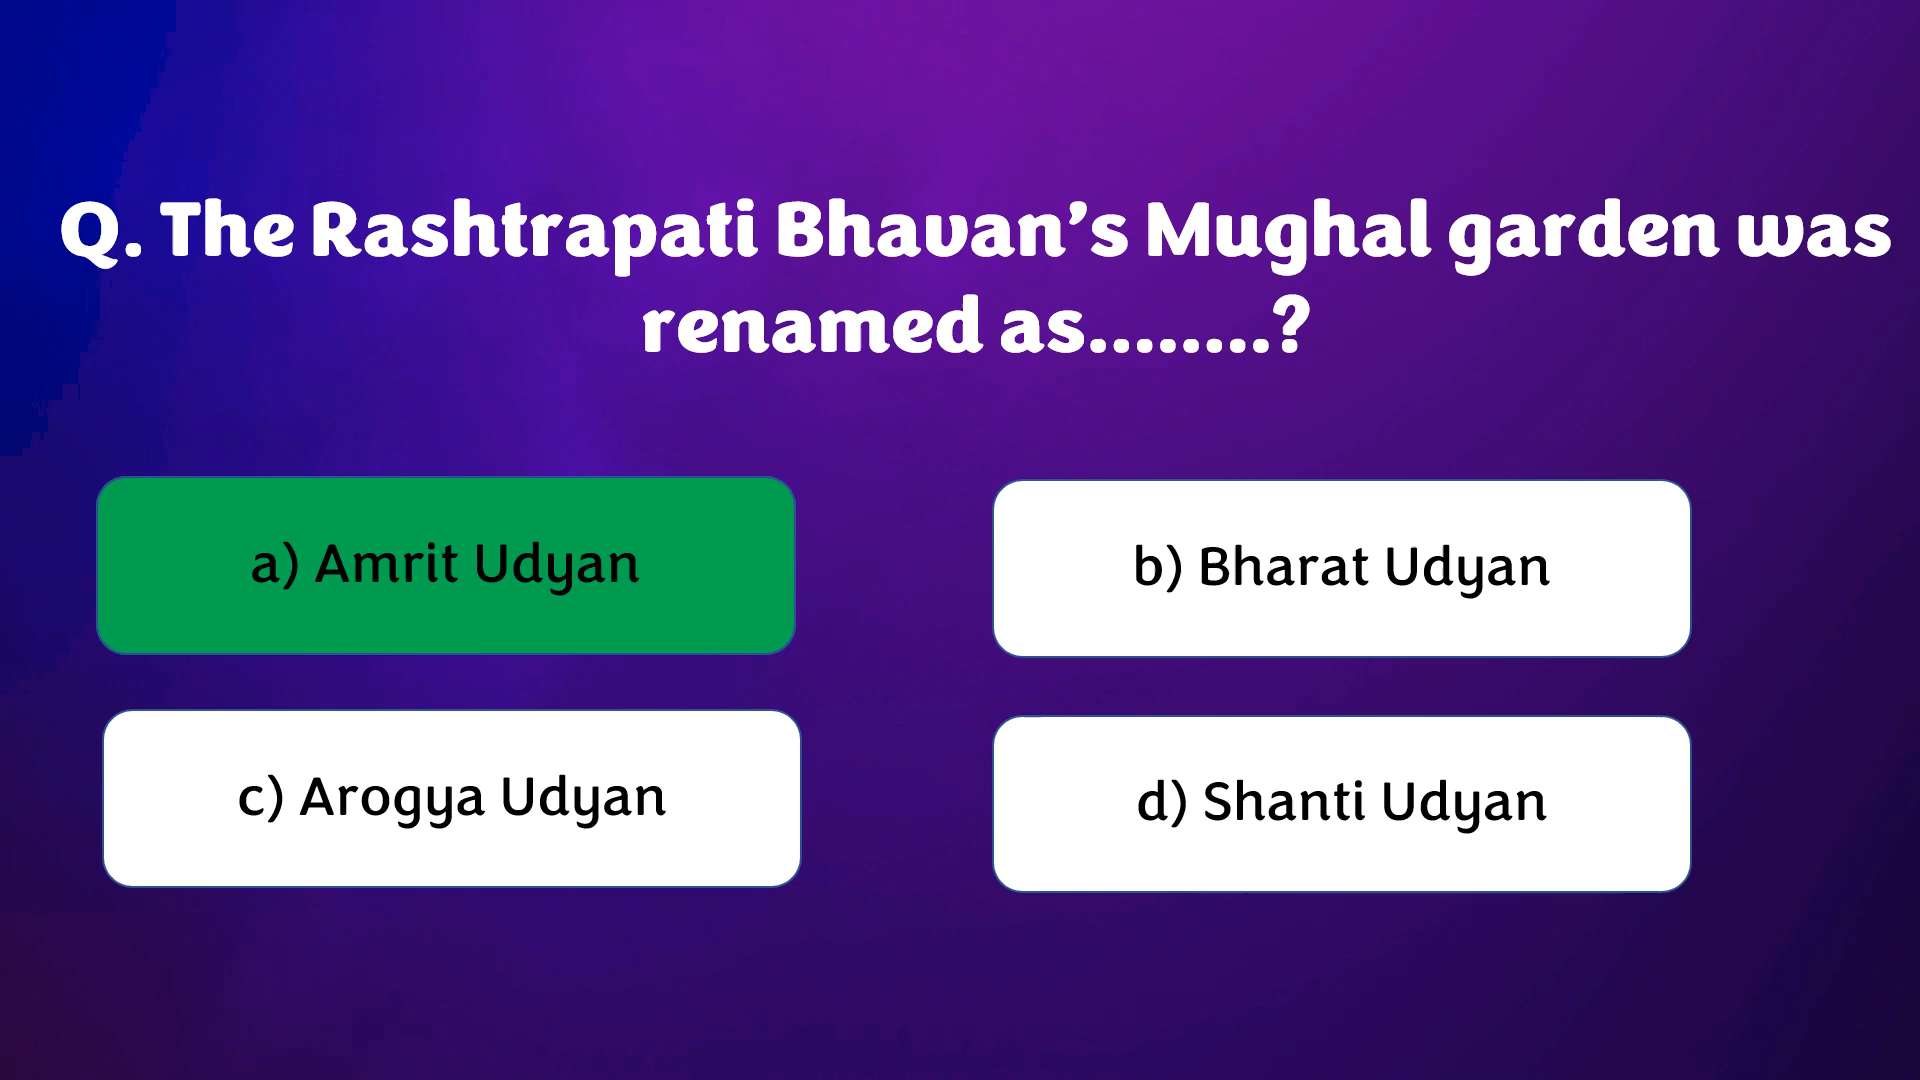 Q. The Rashtrapati Bhavan’s Mughal garden was
renamed as........?
a) Amrit Udyan
b) Bharat Udyan
c) Arogya Udyan
d) Shanti Udyan